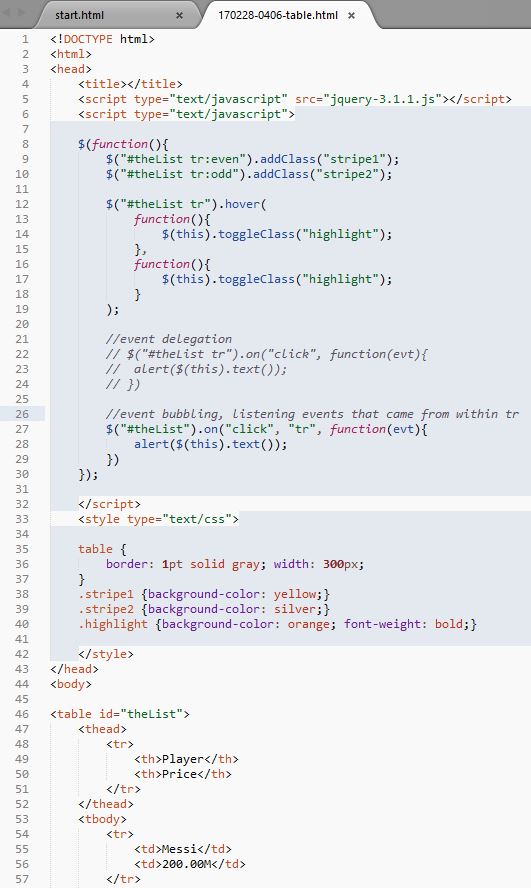 start.html × 170228-0406-table.html ×
1 <!DOCTYPE html>
2 <html>
3 <head>
4     <title></title>
5     <script type="text/javascript" src="jquery-3.1.1.js"></script>
6     <script type="text/javascript">
7
8     $(function(){
9         $("#theList tr:even").addClass("stripe1");
10         $("#theList tr:odd").addClass("stripe2");
11
12         $("#theList tr").hover(
13             function(){
14                 $(this).toggleClass("highlight");
15             },
16             function(){
17                 $(this).toggleClass("highlight");
18             }
19         );
20
21         //event delegation
22         // $("#theList tr").on("click", function(evt){
23         //  alert($(this).text());
24         // })
25
26         //event bubbling, listening events that came from within tr
27         $("#theList").on("click", "tr", function(evt){
28             alert($(this).text());
29         })
30     });
31
32     </script>
33     <style type="text/css">
34
35     table {
36         border: 1pt solid gray; width: 300px;
37     }
38     .stripe1 {background-color: yellow;}
39     .stripe2 {background-color: silver;}
40     .highlight {background-color: orange; font-weight: bold;}
41
42     </style>
43 </head>
44 <body>
45
46 <table id="theList">
47     <thead>
48         <tr>
49             <th>Player</th>
50             <th>Price</th>
51         </tr>
52     </thead>
53     <tbody>
54         <tr>
55             <td>Messi</td>
56             <td>200.00M</td>
57         </tr>